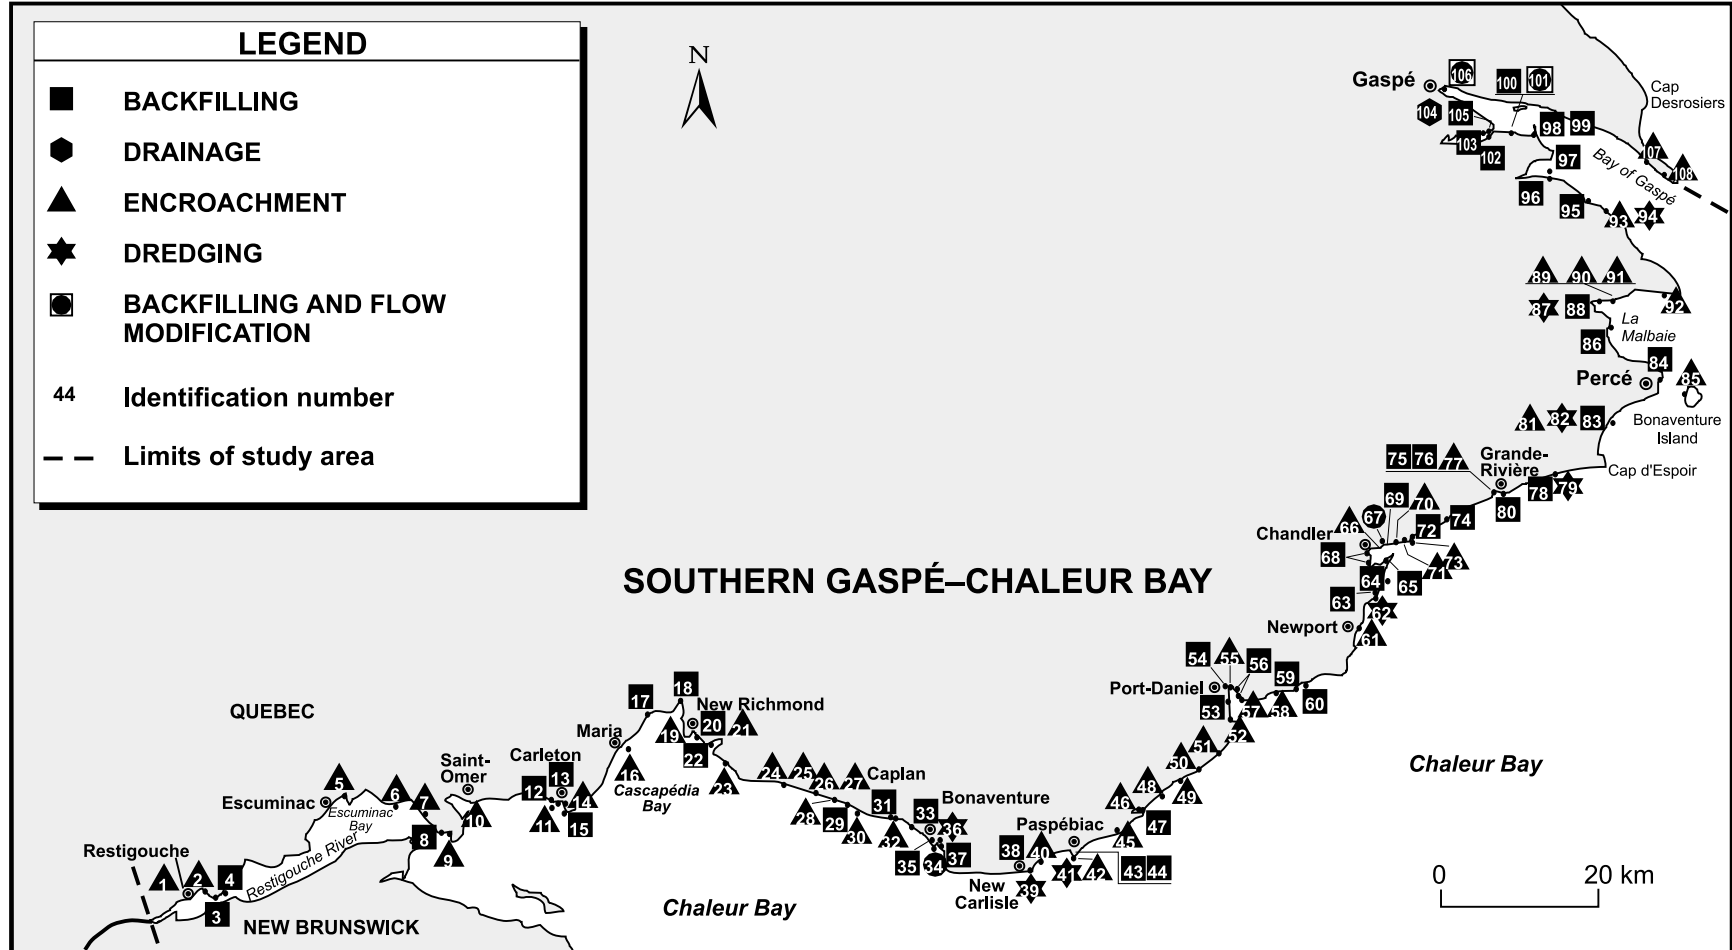 LEGEND
BACKFILLING
DRAINAGE
ENCROACHMENT
DREDGING
BACKFILLING AND FLOW
MODIFICATION
44 Identification number
Limits of study area
N
Gaspé
106
100 101
Cap
Desrosiers
104 105
98 99
103
102
97
107
108
Bay of Gaspé
96
95
93 94
89 90 91
87 88
92
La
Malbaie
86
84
Percé
85
81 82 83
Bonaventure
Island
75 76 77
Grande-
Rivière
Cap d'Espoir
78 79
80
69 70
67
66
72 74
Chandler
68
71 73
64 65
63
62
Newport
61
SOUTHERN GASPÉ–CHALEUR BAY
54 55 56
59
Port-Daniel
53
57 58 60
52
51
50
49
48
46
47
45
Chaleur Bay
QUEBEC
17
18
New Richmond
19
20 21
22
Maria
16
Cascapédia
Bay
23
24 25 26 27
Caplan
28 29 30
31
32
33
Bonaventure
36
35 34 37
Paspébiac
38
40
New
Carlisle
39
41 42 43 44
Saint-
Omer
Carleton
13
12
14
11
15
10
Escuminac
5
6
7
Escuminac
Bay
8
9
Restigouche
Restigouche River
1 2 4
3
NEW BRUNSWICK
Chaleur Bay
0 20 km